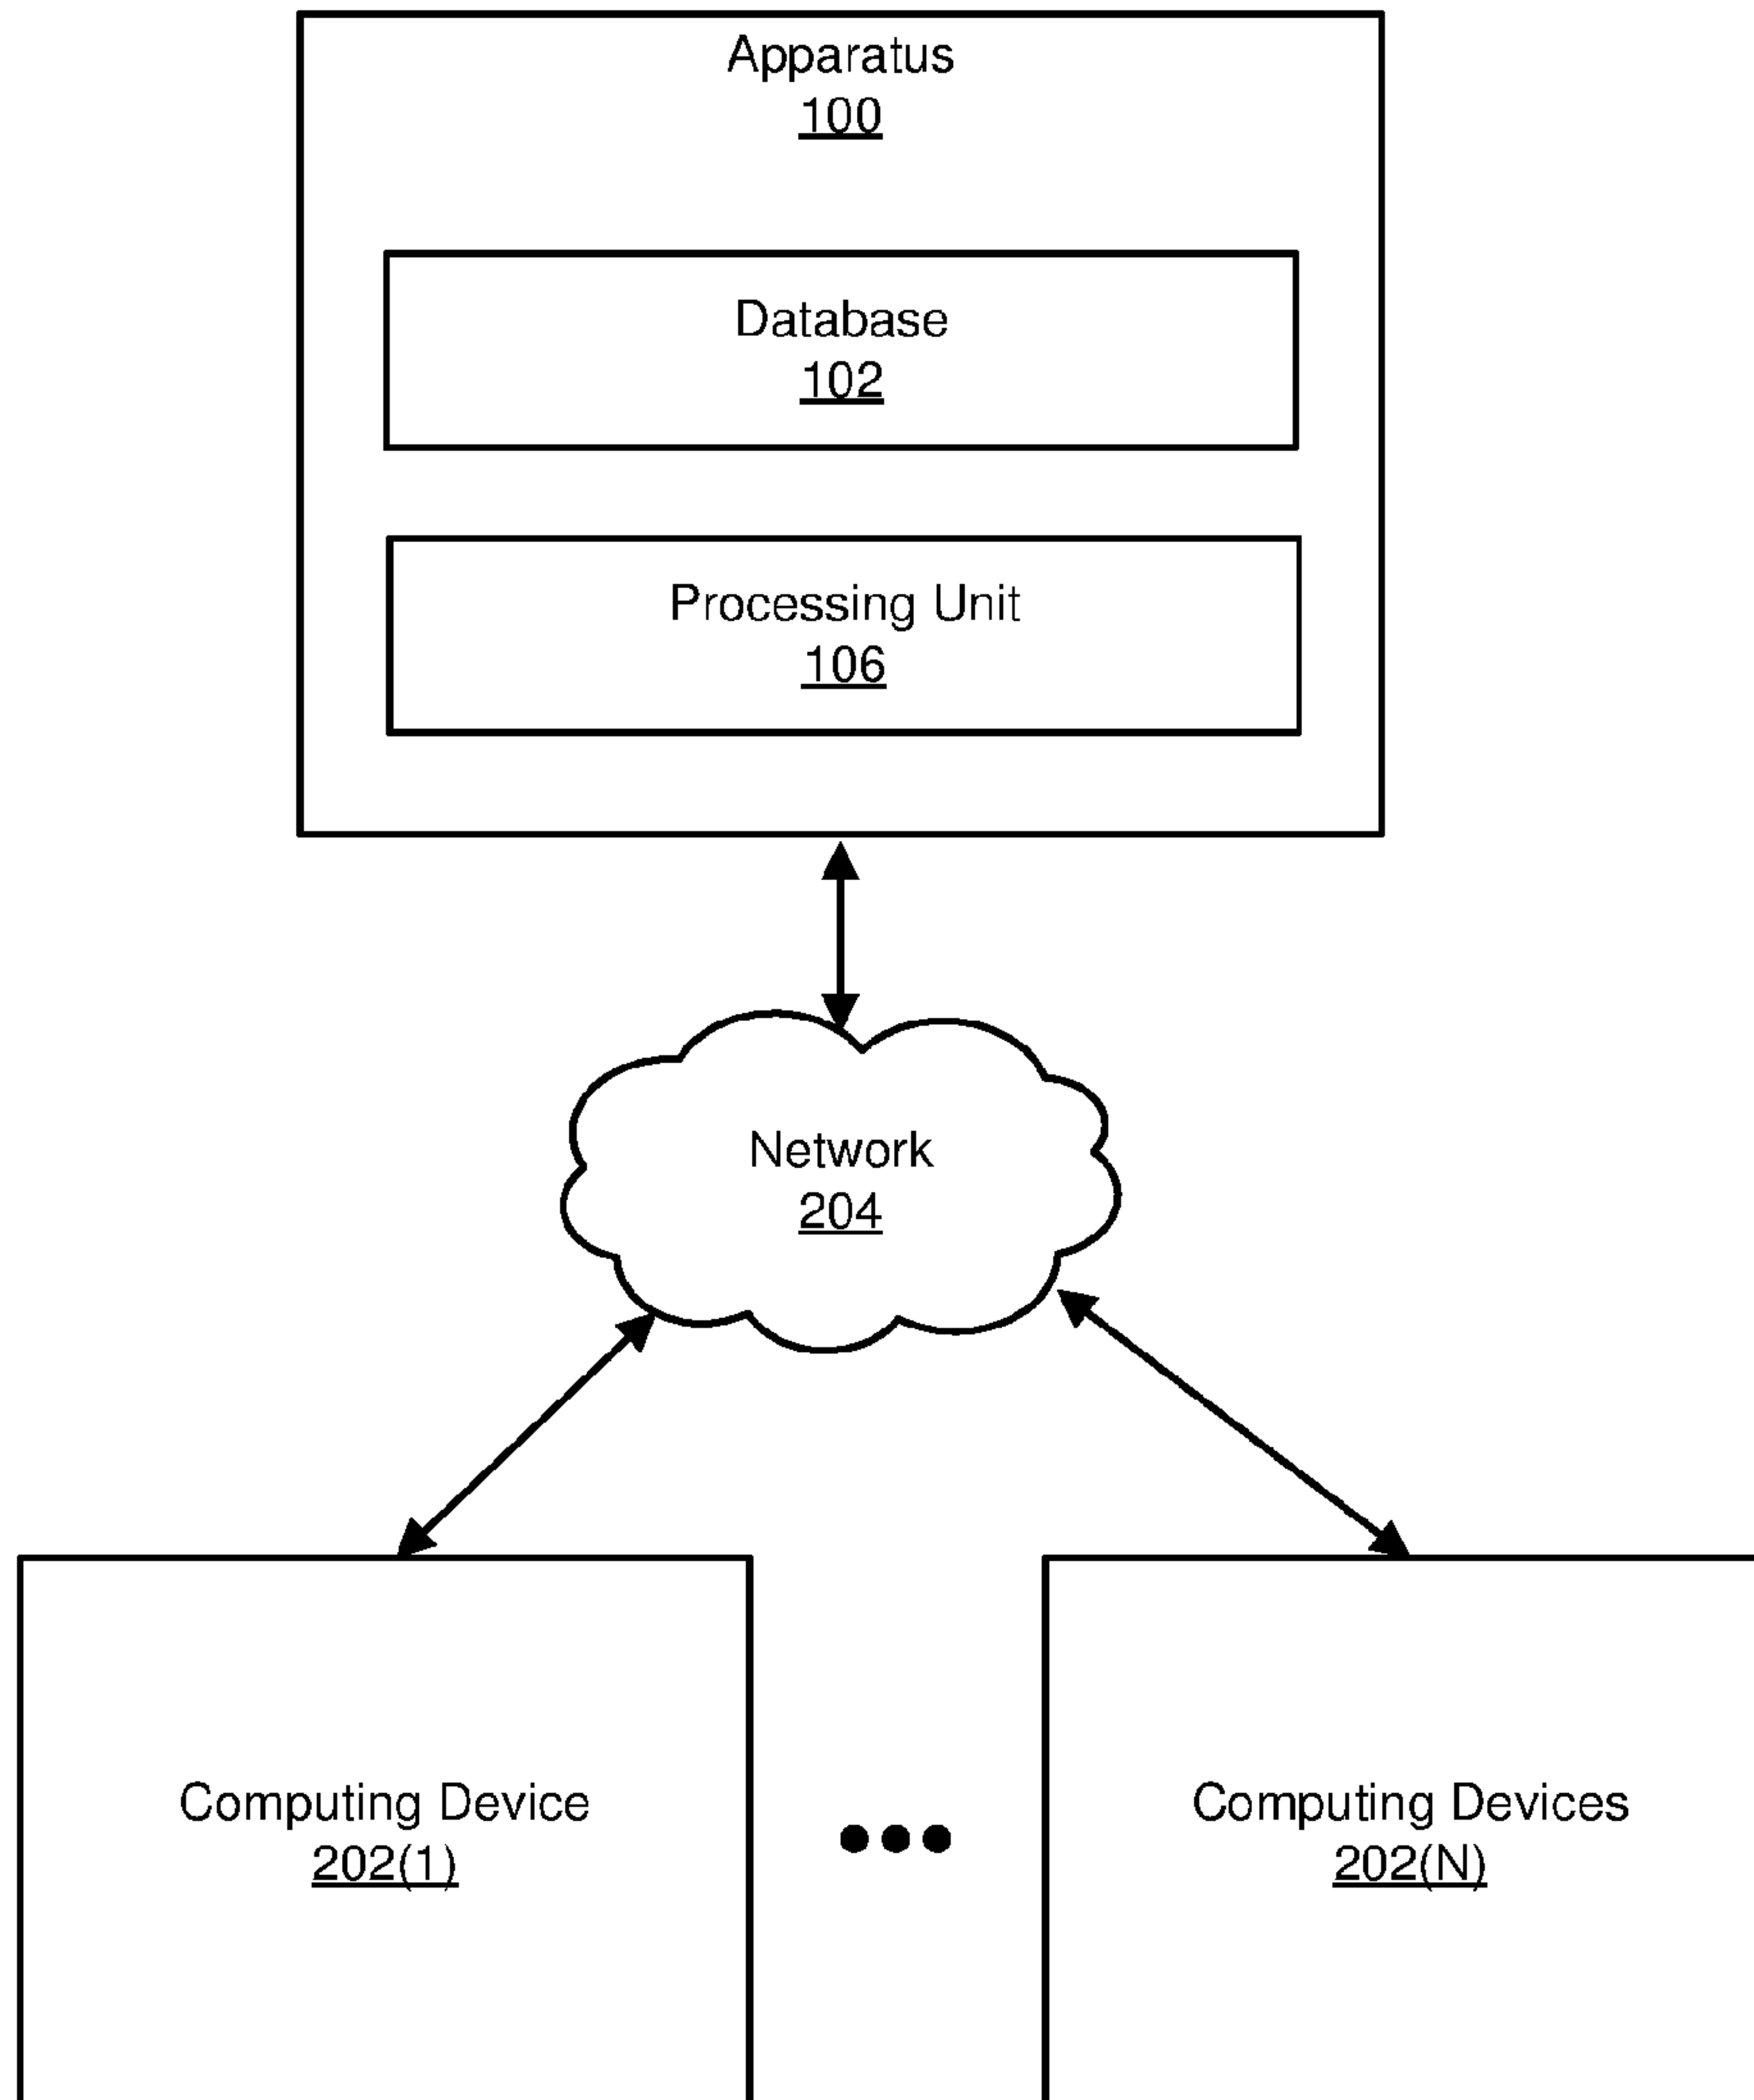 Apparatus
100
Database
102
Processing Unit
106
Network
204
Computing Device
202(1)
Computing Devices
202(N)